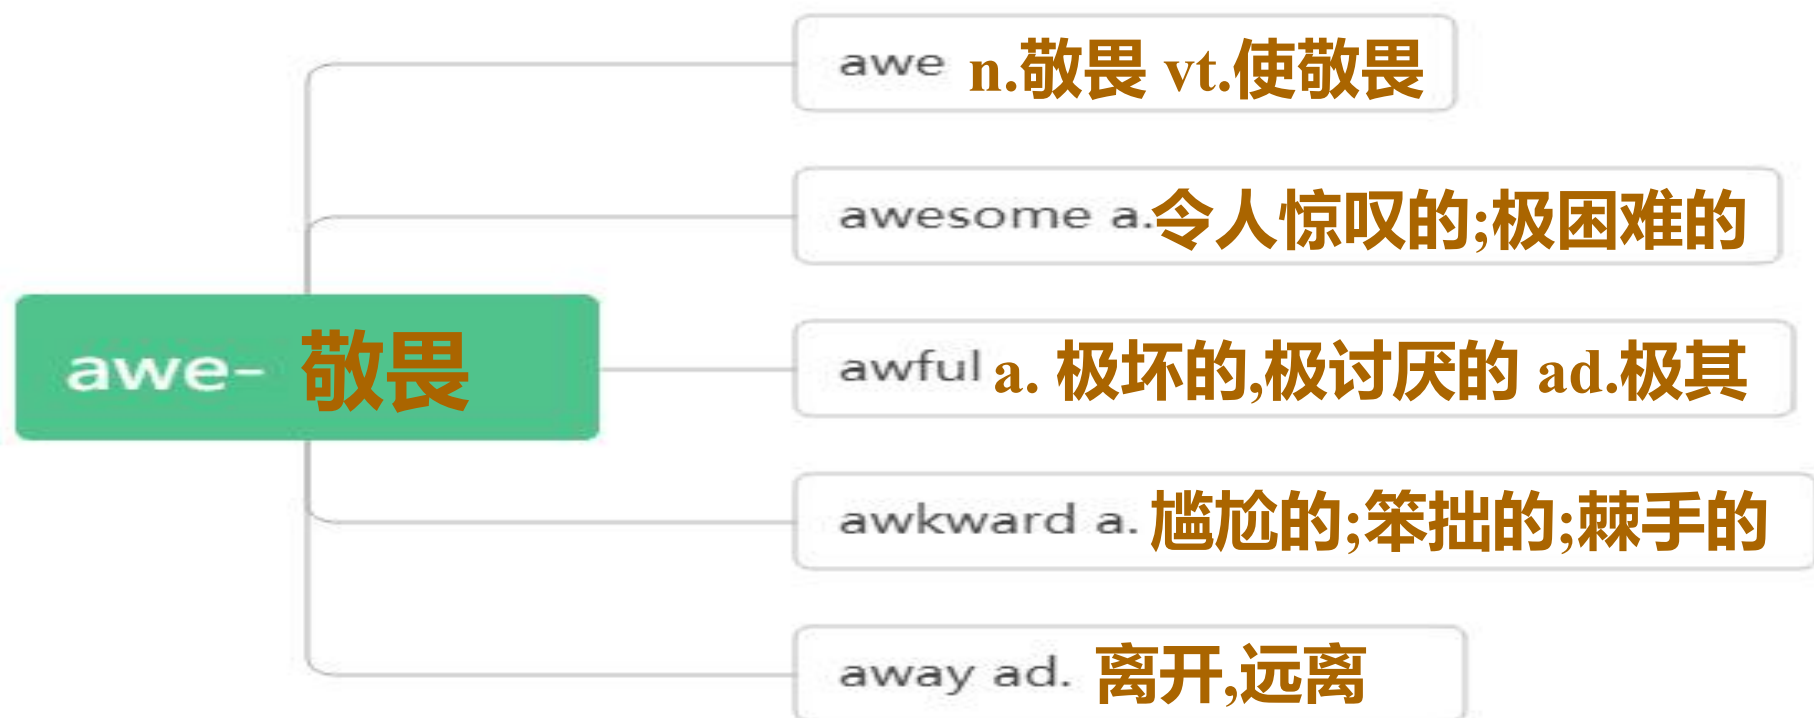 awe n.敬畏 vt.使敬畏
awesome a.令人惊叹的;极困难的
awe- 敬畏
awful a. 极坏的,极讨厌的 ad.极其
awkward a. 尴尬的;笨拙的;棘手的
away ad. 离开,远离